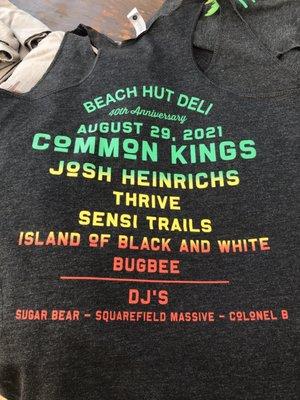 BEACH HUT DELI
40th Anniversary
AUGUST 29, 2021
COMMON KINGS
JOSH HEINRICHS
THRIVE
SENSI TRAILS
ISLAND OF BLACK AND WHITE
BUGBEE
DJ'S
SUGAR BEAR – SQUAREFIELD MASSIVE – COLONEL B